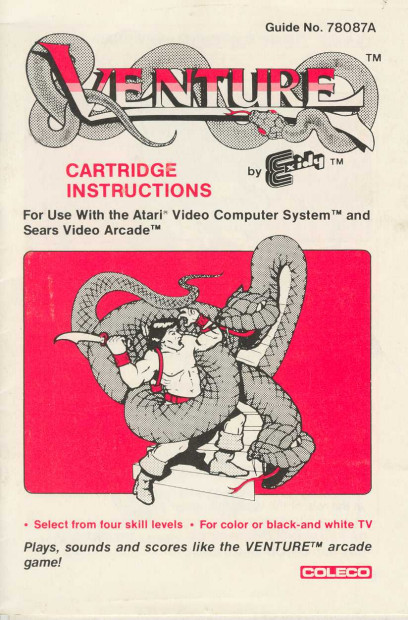 Guide No. 78087A
VENTURE™
CARTRIDGE
INSTRUCTIONS
by Exidy ™
For Use With the Atari® Video Computer System™ and
Sears Video Arcade™
• Select from four skill levels • For color or black-and white TV
Plays, sounds and scores like the VENTURE™ arcade
game!
COLECO